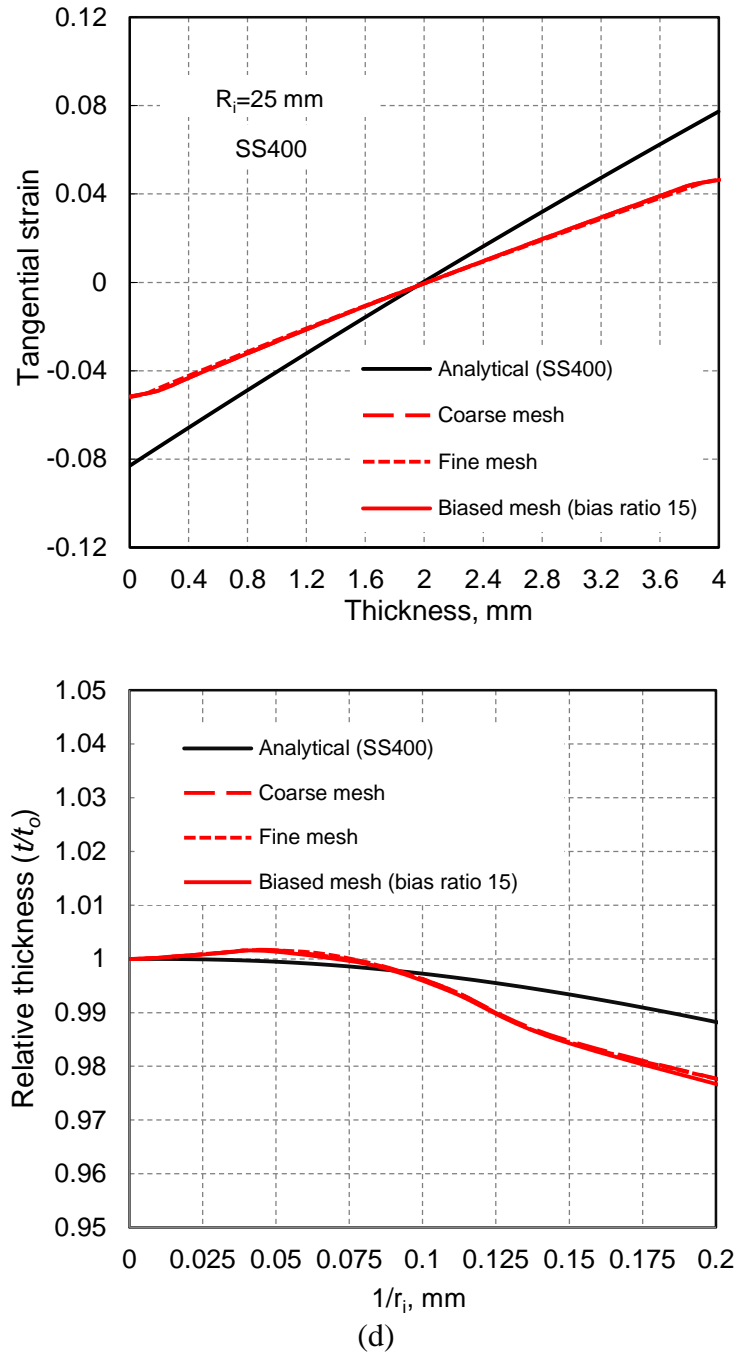 0.12
0.08
0.04
0
-0.04
-0.08
-0.12
Tangential strain
R_i=25 mm
SS400
Analytical (SS400)
Coarse mesh
Fine mesh
Biased mesh (bias ratio 15)
0 0.4 0.8 1.2 1.6 2 2.4 2.8 3.2 3.6 4
Thickness, mm
1.05
1.04
1.03
1.02
1.01
1
0.99
0.98
0.97
0.96
0.95
Relative thickness (t/t_o)
Analytical (SS400)
Coarse mesh
Fine mesh
Biased mesh (bias ratio 15)
0 0.025 0.05 0.075 0.1 0.125 0.15 0.175 0.2
1/r_i, mm
(d)